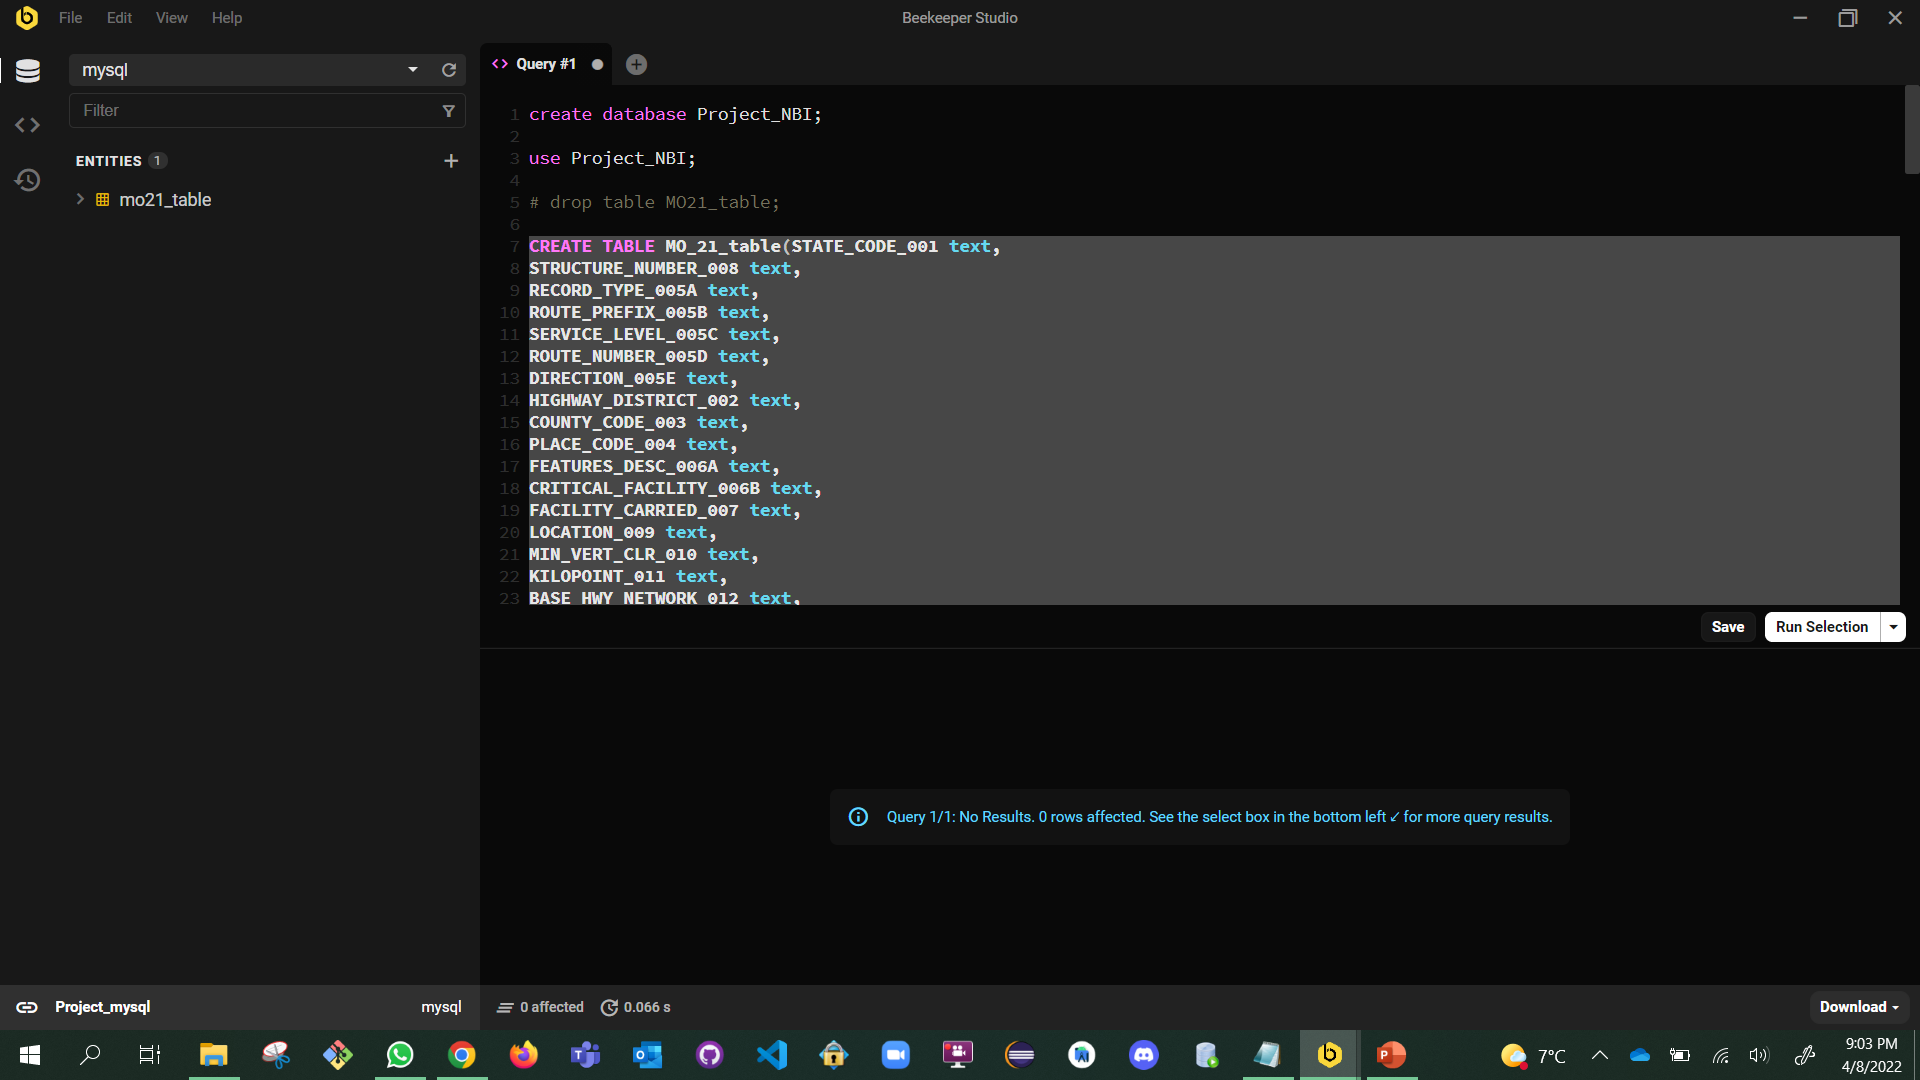 File Edit View Help
Beekeeper Studio
mysql
Filter
ENTITIES 1
mo21_table
Query #1
1 create database Project_NBI;
2
3 use Project_NBI;
4
5 # drop table MO21_table;
6
7 CREATE TABLE MO_21_table(STATE_CODE_001 text,
8 STRUCTURE_NUMBER_008 text,
9 RECORD_TYPE_005A text,
10 ROUTE_PREFIX_005B text,
11 SERVICE_LEVEL_005C text,
12 ROUTE_NUMBER_005D text,
13 DIRECTION_005E text,
14 HIGHWAY_DISTRICT_002 text,
15 COUNTY_CODE_003 text,
16 PLACE_CODE_004 text,
17 FEATURES_DESC_006A text,
18 CRITICAL_FACILITY_006B text,
19 FACILITY_CARRIED_007 text,
20 LOCATION_009 text,
21 MIN_VERT_CLR_010 text,
22 KILOPOINT_011 text,
23 BASE_HWY_NETWORK_012 text,
Save Run Selection
Query 1/1: No Results. 0 rows affected. See the select box in the bottom left ↙ for more query results.
Project_mysql mysql 0 affected 0.066 s Download
7°C
9:03 PM
4/8/2022